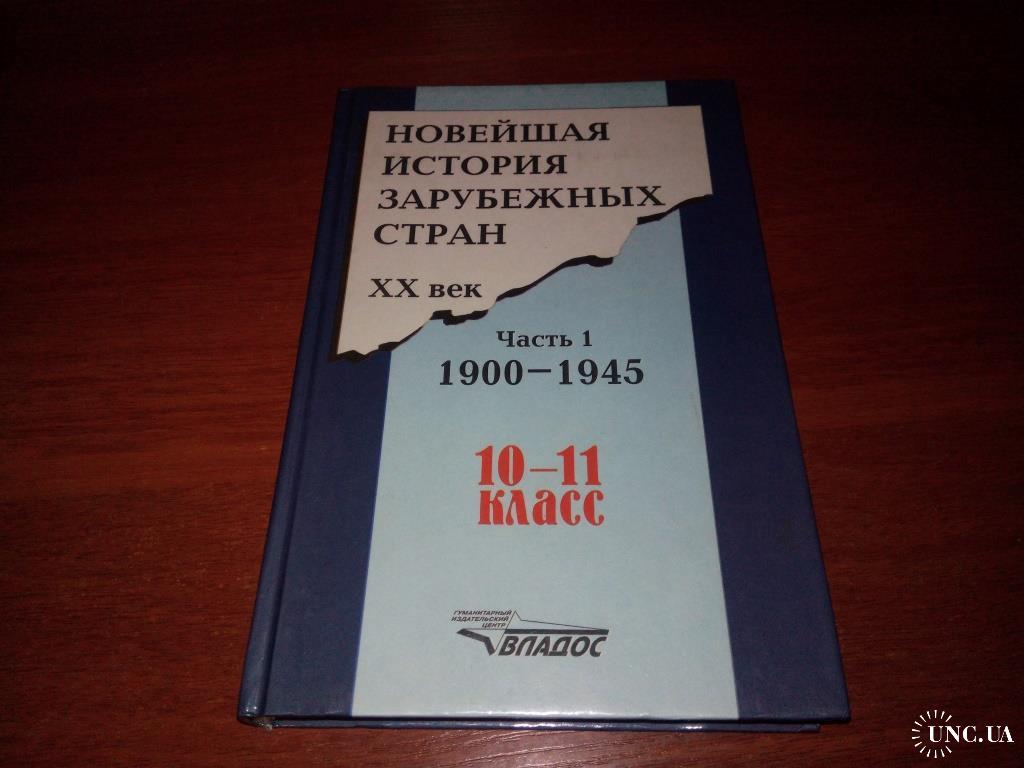 НОВЕЙШАЯ
ИСТОРИЯ
ЗАРУБЕЖНЫХ
СТРАН
XX век
Часть 1
1900–1945
10–11
класс
ГУМАНИТАРНЫЙ
ИЗДАТЕЛЬСКИЙ
ЦЕНТР
ВЛАДОС
UNC.UA